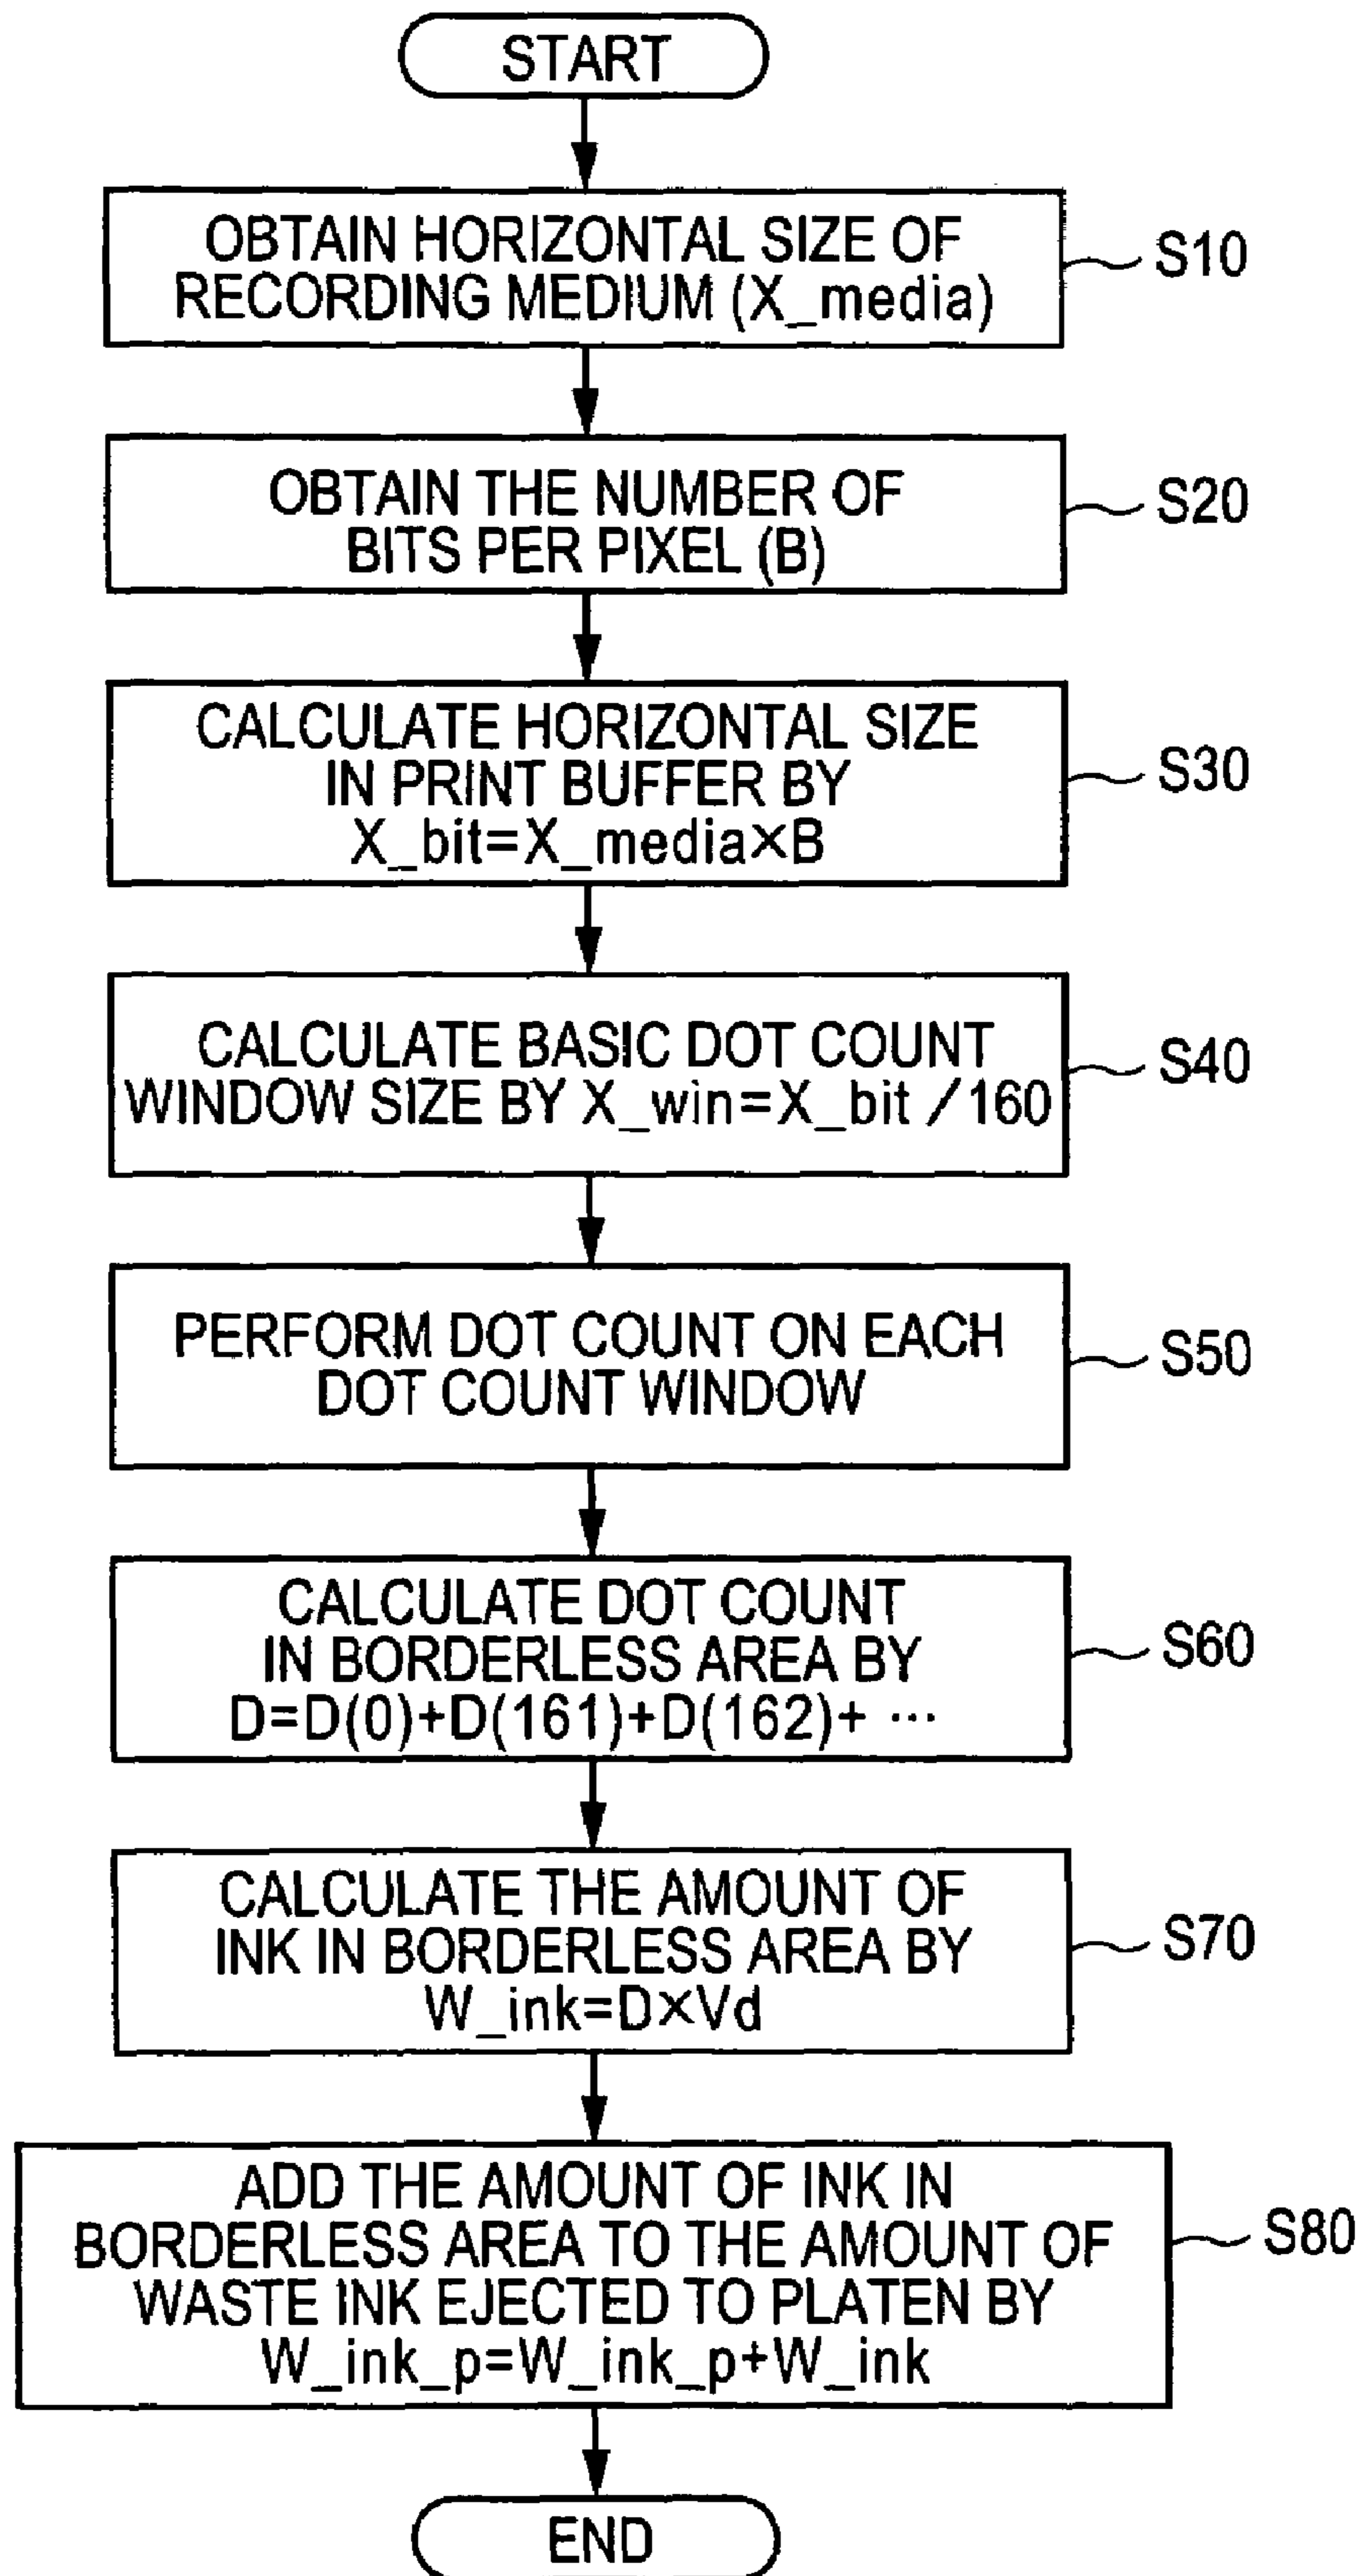 START
OBTAIN HORIZONTAL SIZE OF
RECORDING MEDIUM (X_media)
S10
OBTAIN THE NUMBER OF
BITS PER PIXEL (B)
S20
CALCULATE HORIZONTAL SIZE
IN PRINT BUFFER BY
X_bit=X_media×B
S30
CALCULATE BASIC DOT COUNT
WINDOW SIZE BY X_win=X_bit /160
S40
PERFORM DOT COUNT ON EACH
DOT COUNT WINDOW
S50
CALCULATE DOT COUNT
IN BORDERLESS AREA BY
D=D(0)+D(161)+D(162)+ ···
S60
CALCULATE THE AMOUNT OF
INK IN BORDERLESS AREA BY
W_ink=D×Vd
S70
ADD THE AMOUNT OF INK IN
BORDERLESS AREA TO THE AMOUNT OF
WASTE INK EJECTED TO PLATEN BY
W_ink_p=W_ink_p+W_ink
S80
END